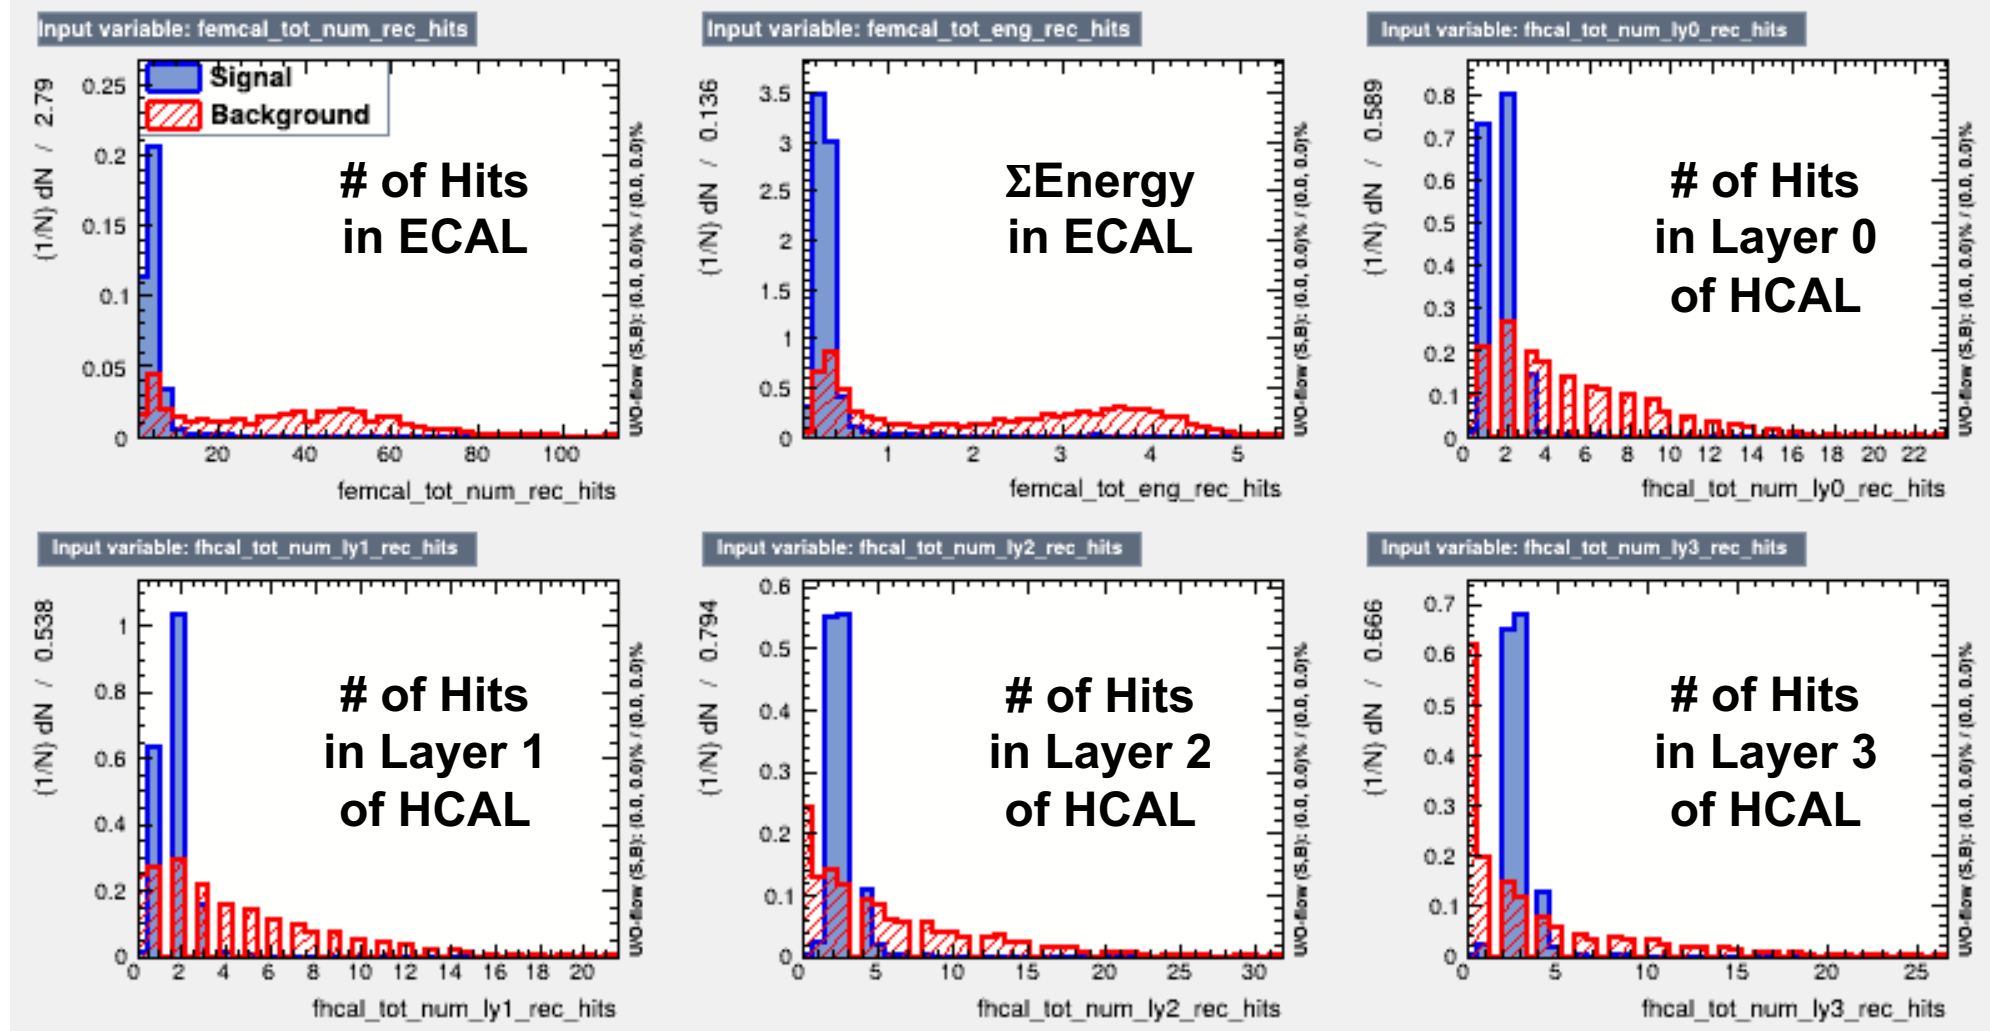 Input variable: femcal_tot_num_rec_hits
(1/N) dN / 2.79
0.25
0.2
0.15
0.1
0.05
0
Signal
Background
# of Hits
in ECAL
20 40 60 80 100
femcal_tot_num_rec_hits
U/O-flow (S,B): (0.0, 0.0)% / (0.0, 0.0)%
Input variable: femcal_tot_eng_rec_hits
(1/N) dN / 0.136
3.5
3
2.5
2
1.5
1
0.5
0
ΣEnergy
in ECAL
1 2 3 4 5
femcal_tot_eng_rec_hits
U/O-flow (S,B): (0.0, 0.0)% / (0.0, 0.0)%
Input variable: fhcal_tot_num_ly0_rec_hits
(1/N) dN / 0.589
0.8
0.7
0.6
0.5
0.4
0.3
0.2
0.1
0
# of Hits
in Layer 0
of HCAL
0 2 4 6 8 10 12 14 16 18 20 22
fhcal_tot_num_ly0_rec_hits
U/O-flow (S,B): (0.0, 0.0)% / (0.0, 0.0)%
Input variable: fhcal_tot_num_ly1_rec_hits
(1/N) dN / 0.538
1
0.8
0.6
0.4
0.2
0
# of Hits
in Layer 1
of HCAL
0 2 4 6 8 10 12 14 16 18 20
fhcal_tot_num_ly1_rec_hits
U/O-flow (S,B): (0.0, 0.0)% / (0.0, 0.0)%
Input variable: fhcal_tot_num_ly2_rec_hits
(1/N) dN / 0.794
0.6
0.5
0.4
0.3
0.2
0.1
0
# of Hits
in Layer 2
of HCAL
0 5 10 15 20 25 30
fhcal_tot_num_ly2_rec_hits
U/O-flow (S,B): (0.0, 0.0)% / (0.0, 0.0)%
Input variable: fhcal_tot_num_ly3_rec_hits
(1/N) dN / 0.666
0.7
0.6
0.5
0.4
0.3
0.2
0.1
0
# of Hits
in Layer 3
of HCAL
0 5 10 15 20 25
fhcal_tot_num_ly3_rec_hits
U/O-flow (S,B): (0.0, 0.0)% / (0.0, 0.0)%